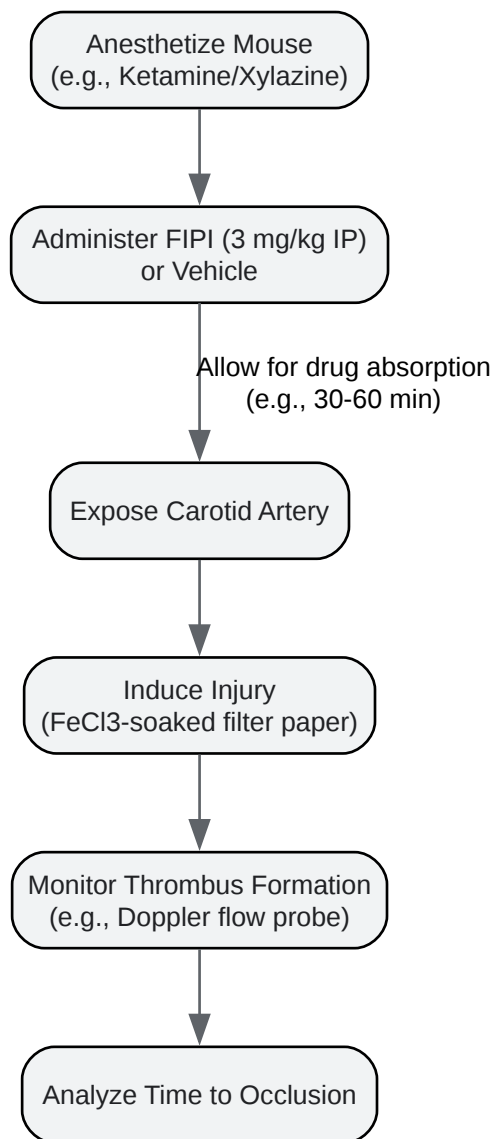 Anesthetize Mouse
(e.g., Ketamine/Xylazine)
Administer FIPI (3 mg/kg IP)
or Vehicle
Allow for drug absorption
(e.g., 30-60 min)
Expose Carotid Artery
Induce Injury
(FeCl3-soaked filter paper)
Monitor Thrombus Formation
(e.g., Doppler flow probe)
Analyze Time to Occlusion